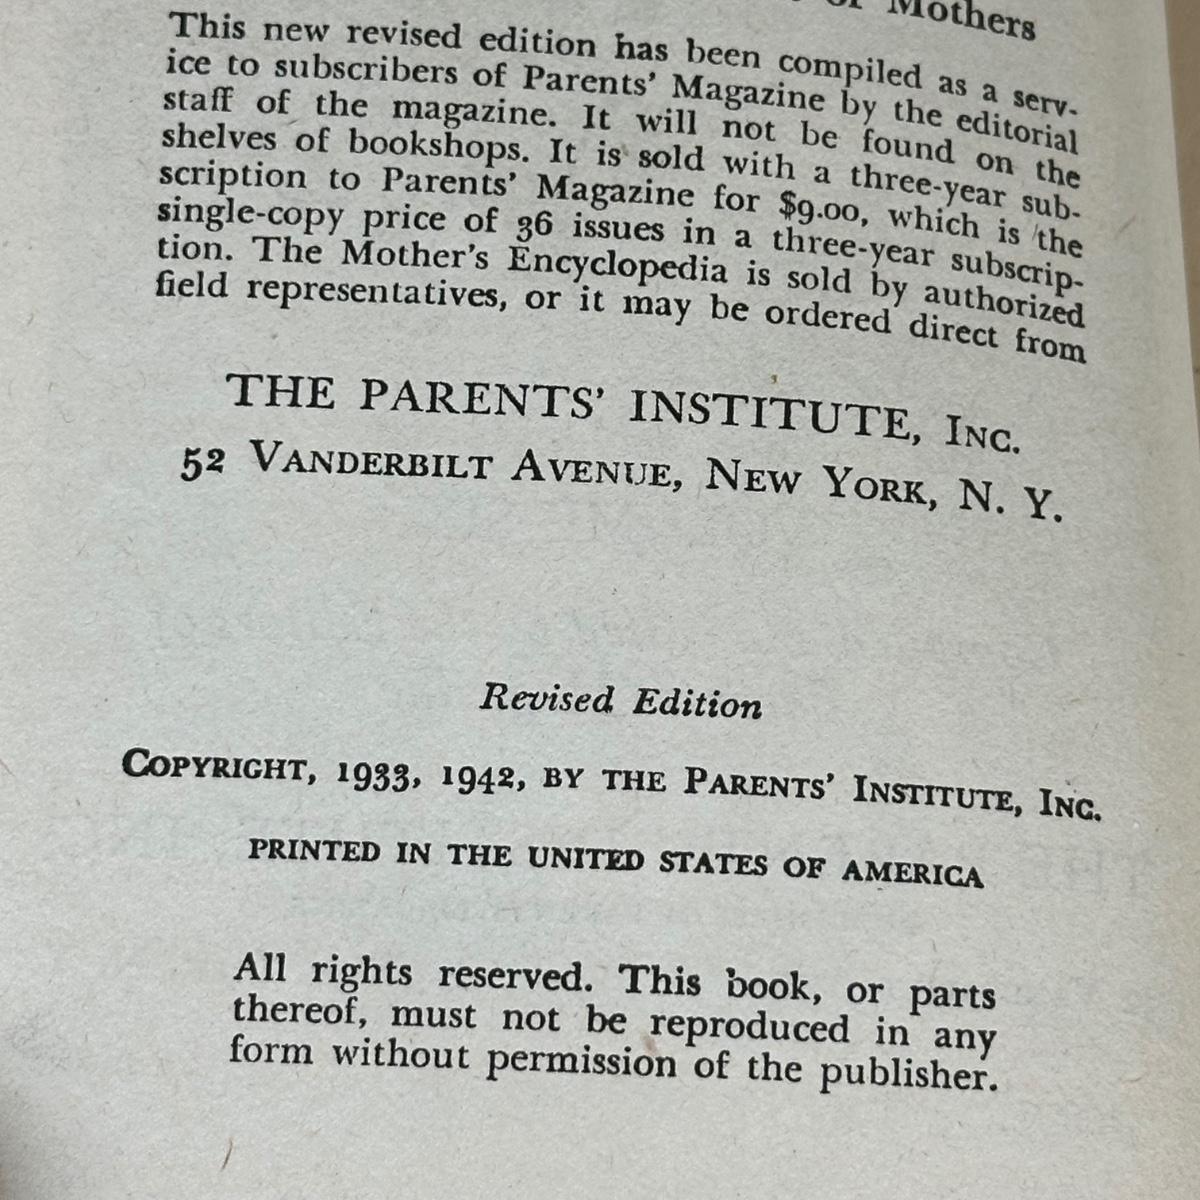 of Mothers
This new revised edition has been compiled as a serv-
ice to subscribers of Parents' Magazine by the editorial
staff of the magazine. It will not be found on the
shelves of bookshops. It is sold with a three-year sub-
scription to Parents' Magazine for $9.00, which is the
single-copy price of 36 issues in a three-year subscrip-
tion. The Mother's Encyclopedia is sold by authorized
field representatives, or it may be ordered direct from
THE PARENTS' INSTITUTE, INC.
52 VANDERBILT AVENUE, NEW YORK, N. Y.
Revised Edition
COPYRIGHT, 1933, 1942, BY THE PARENTS' INSTITUTE, INC.
PRINTED IN THE UNITED STATES OF AMERICA
All rights reserved. This book, or parts
thereof, must not be reproduced in any
form without permission of the publisher.